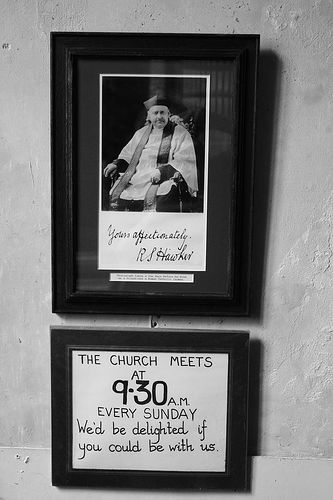 Yours affectionately.
R S Hawker
THE CHURCH MEETS
AT
9·30 A.M.
EVERY SUNDAY
We'd be delighted if
you could be with us.